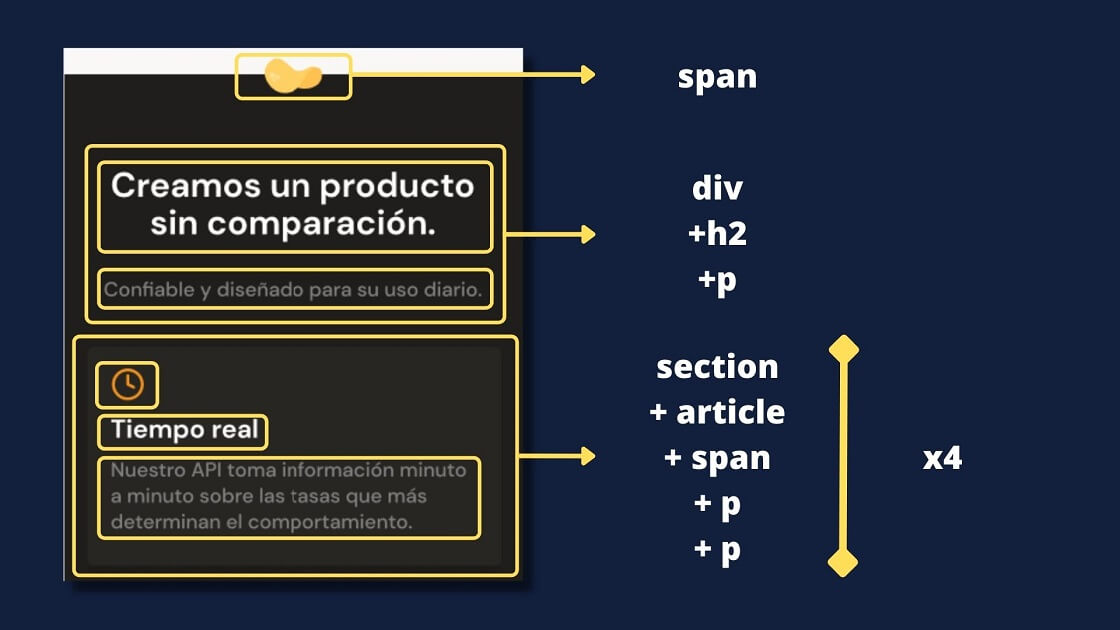 span
Creamos un producto
sin comparación.
Confiable y diseñado para su uso diario.
div
+h2
+p
Tiempo real
Nuestro API toma información minuto
a minuto sobre las tasas que más
determinan el comportamiento.
section
+ article
+ span
+ p
+ p
x4